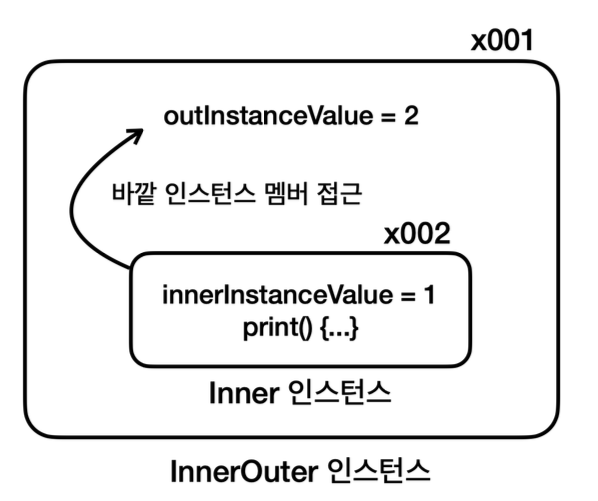 x001
outInstanceValue = 2
바깥 인스턴스 멤버 접근
x002
innerInstanceValue = 1
print() {...}
Inner 인스턴스
InnerOuter 인스턴스